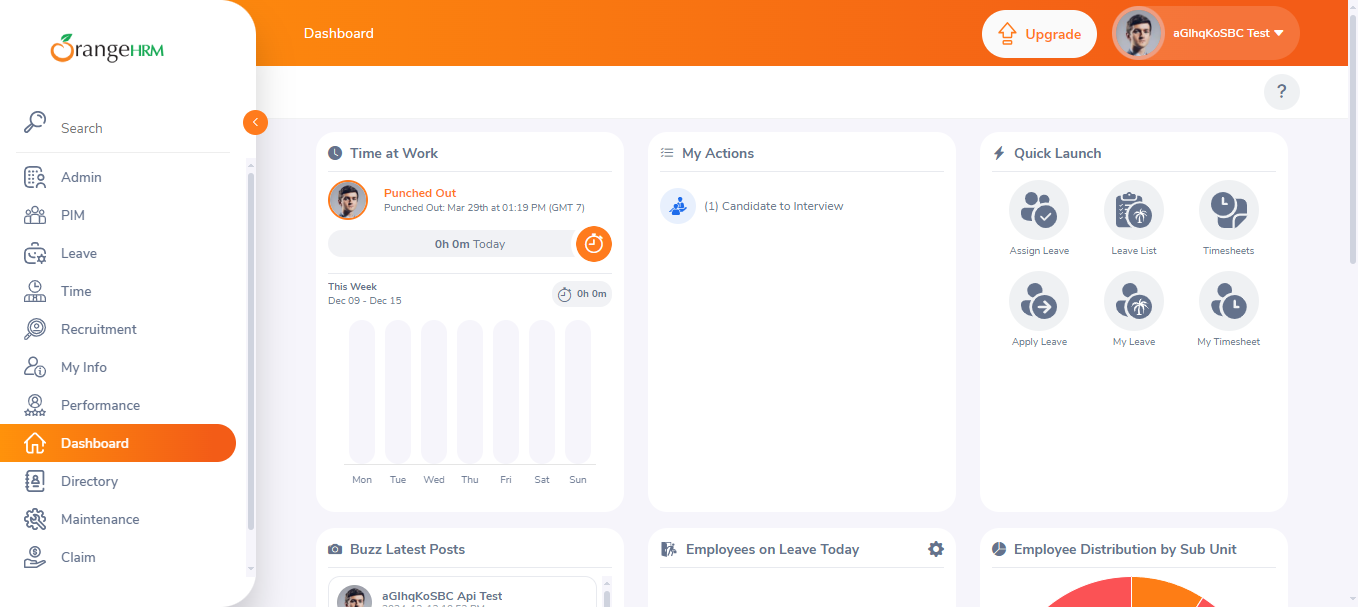 OrangeHRM
Dashboard
Upgrade
aGlhqKoSBC Test
?
Search
Admin
PIM
Leave
Time
Recruitment
My Info
Performance
Dashboard
Directory
Maintenance
Claim
Time at Work
Punched Out
Punched Out: Mar 29th at 01:19 PM (GMT 7)
0h 0m Today
This Week
Dec 09 - Dec 15
0h 0m
Mon Tue Wed Thu Fri Sat Sun
My Actions
(1) Candidate to Interview
Quick Launch
Assign Leave
Leave List
Timesheets
Apply Leave
My Leave
My Timesheet
Buzz Latest Posts
aGlhqKoSBC Api Test
Employees on Leave Today
Employee Distribution by Sub Unit